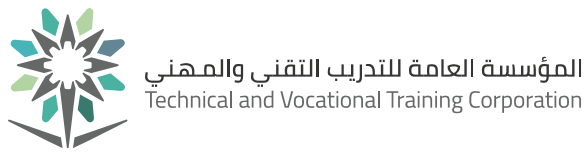 المؤسسة العامة للتدريب التقني والمهني
Technical and Vocational Training Corporation